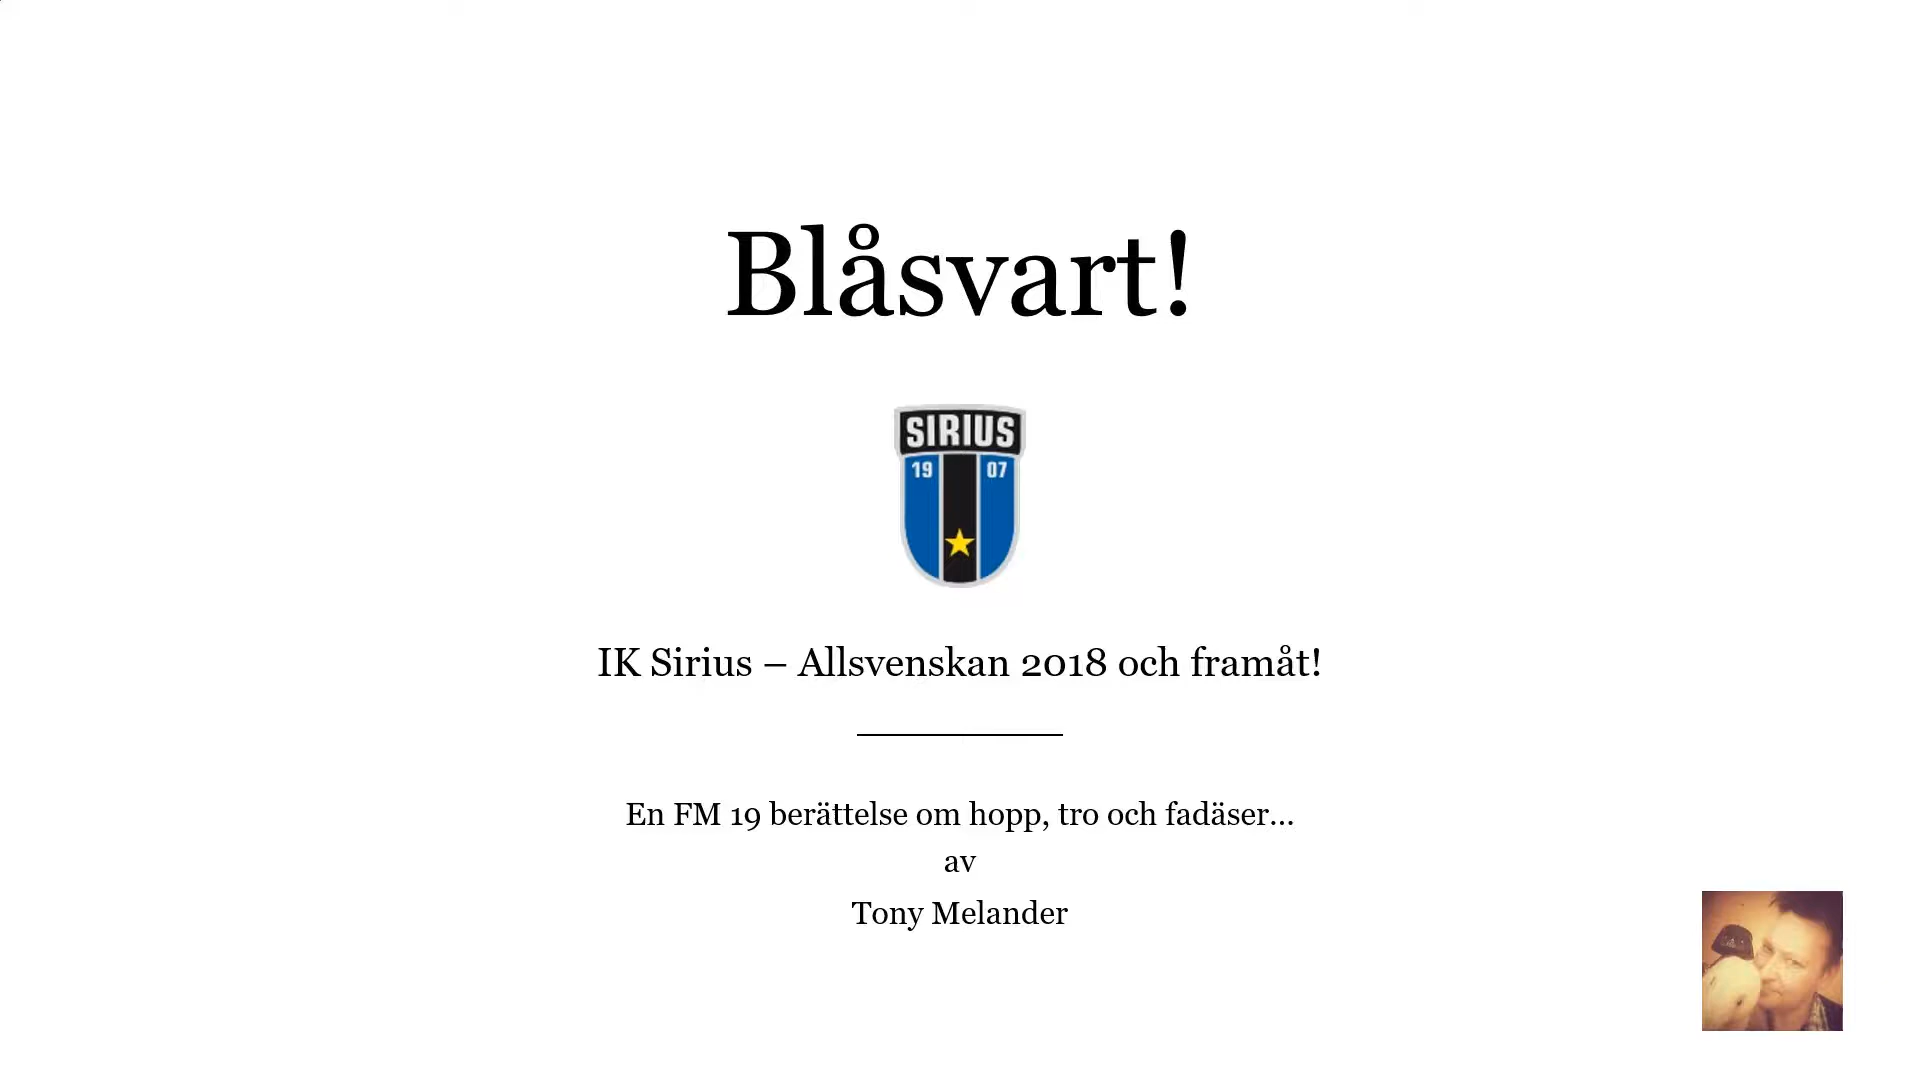 Blåsvart!
SIRIUS
19 07
IK Sirius – Allsvenskan 2018 och framåt!
En FM 19 berättelse om hopp, tro och fadäser...
av
Tony Melander